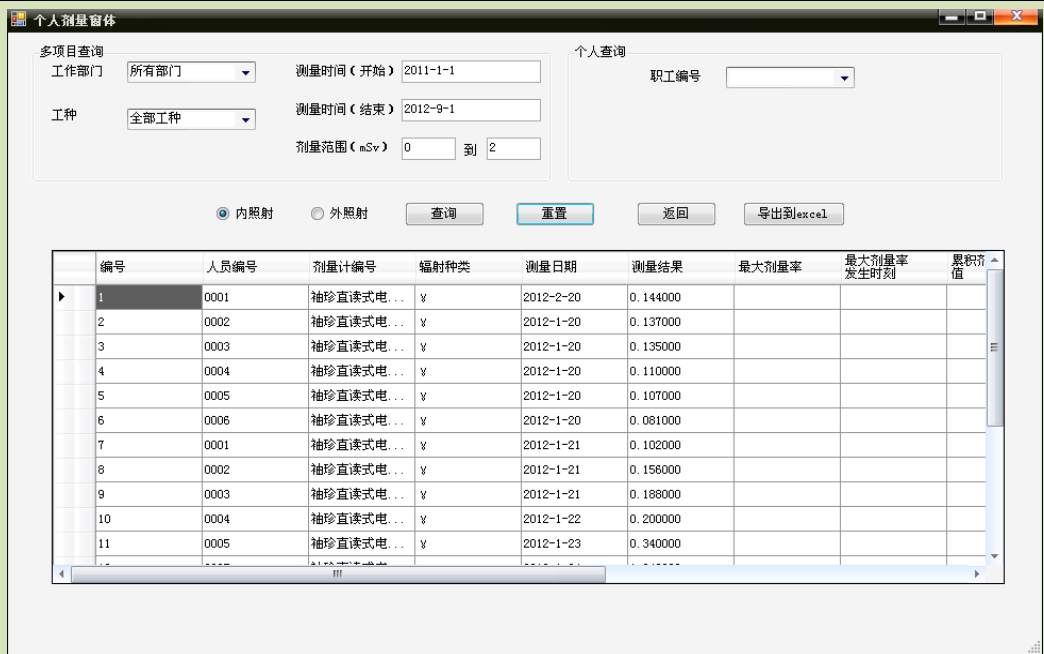 个人剂量窗体
多项目查询
个人查询
工作部门 所有部门 测量时间(开始) 2011-1-1
职工编号
工种 全部工种 测量时间(结束) 2012-9-1
剂量范围(mSv) 0 到 2
内照射 外照射 查询 重置 返回 导出到excel
编号 人员编号 剂量计编号 辐射种类 测量日期 测量结果 最大剂量率 最大剂量率发生时刻 累积剂值
1 0001 袖珍直读式电... γ 2012-2-20 0.144000
2 0002 袖珍直读式电... γ 2012-1-20 0.137000
3 0003 袖珍直读式电... γ 2012-1-20 0.135000
4 0004 袖珍直读式电... γ 2012-1-20 0.110000
5 0005 袖珍直读式电... γ 2012-1-20 0.107000
6 0006 袖珍直读式电... γ 2012-1-20 0.081000
7 0001 袖珍直读式电... γ 2012-1-21 0.102000
8 0002 袖珍直读式电... γ 2012-1-21 0.156000
9 0003 袖珍直读式电... γ 2012-1-21 0.188000
10 0004 袖珍直读式电... γ 2012-1-22 0.200000
11 0005 袖珍直读式电... γ 2012-1-23 0.340000